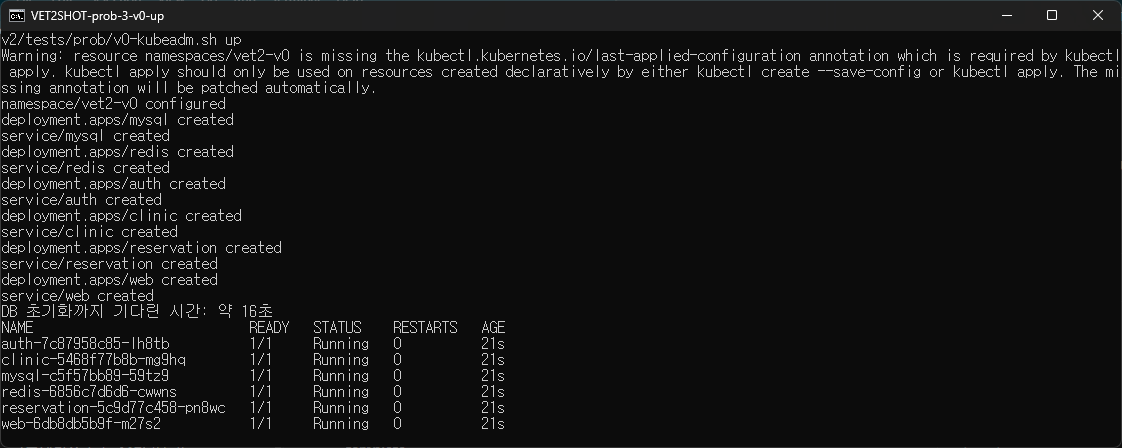 VET2SHOT-prob-3-v0-up
v2/tests/prob/v0-kubeadm.sh up
Warning: resource namespaces/vet2-v0 is missing the kubectl.kubernetes.io/last-applied-configuration annotation which is required by kubectl
 apply. kubectl apply should only be used on resources created declaratively by either kubectl create --save-config or kubectl apply. The mi
ssing annotation will be patched automatically.
namespace/vet2-v0 configured
deployment.apps/mysql created
service/mysql created
deployment.apps/redis created
service/redis created
deployment.apps/auth created
service/auth created
deployment.apps/clinic created
service/clinic created
deployment.apps/reservation created
service/reservation created
deployment.apps/web created
service/web created
DB 초기화까지 기다린 시간: 약 16초
NAME READY STATUS RESTARTS AGE
auth-7c87958c85-lh8tb 1/1 Running 0 21s
clinic-5468f77b8b-mg9hq 1/1 Running 0 21s
mysql-c5f57bb89-59tz9 1/1 Running 0 21s
redis-6856c7d6d6-cwwns 1/1 Running 0 21s
reservation-5c9d77c458-pn8wc 1/1 Running 0 21s
web-6db8db5b9f-m27s2 1/1 Running 0 21s